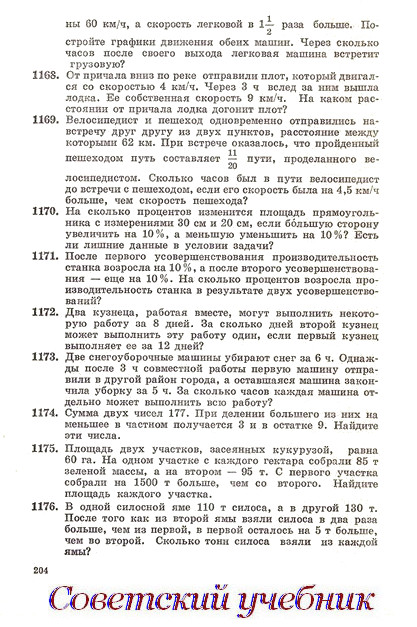 ны 60 км/ч, а скорость легковой в 1 1/2 раза больше. По-
стройте графики движения обеих машин. Через сколько
часов после своего выхода легковая машина встретит
грузовую?
1168. От причала вниз по реке отправили плот, который двигал-
ся со скоростью 4 км/ч. Через 3 ч вслед за ним вышла
лодка. Ее собственная скорость 9 км/ч. На каком рас-
стоянии от причала лодка догонит плот?
1169. Велосипедист и пешеход одновременно отправились на-
встречу друг другу из двух пунктов, расстояние между
которыми 62 км. При встрече оказалось, что пройденный
пешеходом путь составляет 11/20 пути, проделанного ве-
лосипедистом. Сколько часов был в пути велосипедист
до встречи с пешеходом, если его скорость была на 4,5 км/ч
больше, чем скорость пешехода?
1170. На сколько процентов изменится площадь прямоуголь-
ника с измерениями 30 см и 20 см, если бо́льшую сторону
увеличить на 10%, а меньшую уменьшить на 10%? Есть
ли лишние данные в условии задачи?
1171. После первого усовершенствования производительность
станка возросла на 10%, а после второго усовершенствова-
ния — еще на 10%. На сколько процентов возросла про-
изводительность станка в результате двух усовершенство-
ваний?
1172. Два кузнеца, работая вместе, могут выполнить некото-
рую работу за 8 дней. За сколько дней второй кузнец
может выполнить эту работу один, если первый кузнец
выполняет ее за 12 дней?
1173. Две снегоуборочные машины убирают снег за 6 ч. Однаж-
ды после 3 ч совместной работы первую машину отпра-
вили в другой район города, а оставшаяся машина закон-
чила уборку за 5 ч. За сколько часов каждая машина от-
дельно может выполнить всю работу?
1174. Сумма двух чисел 177. При делении большего из них на
меньшее в частном получается 3 и в остатке 9. Найдите
эти числа.
1175. Площадь двух участков, засеянных кукурузой, равна
60 га. На одном участке с каждого гектара собрали 85 т
зеленой массы, а на втором — 95 т. С первого участка
собрали на 1500 т больше, чем со второго. Найдите
площадь каждого участка.
1176. В одной силосной яме 110 т силоса, а в другой 130 т.
После того как из второй ямы взяли силоса в два раза
больше, чем из первой, в первой осталось на 5 т больше,
чем во второй. Сколько тонн силоса взяли из каждой
ямы?
204
Советский учебник